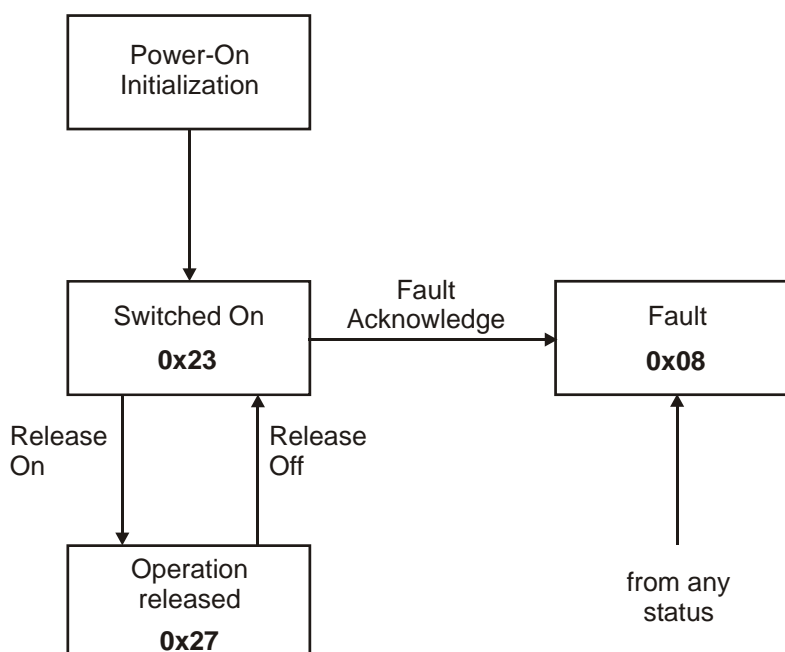 Power-On
Initialization
Switched On
0x23
Fault
Acknowledge
Fault
0x08
Release
On
Release
Off
Operation
released
0x27
from any
status